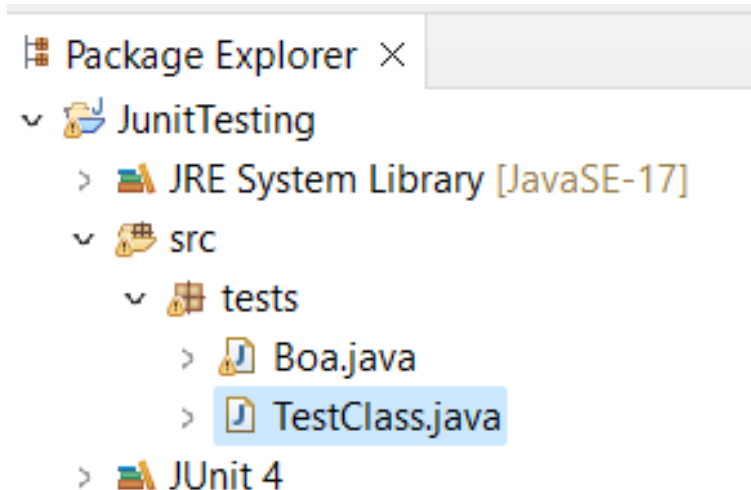 Package Explorer
JunitTesting
JRE System Library [JavaSE-17]
src
tests
Boa.java
TestClass.java
JUnit 4